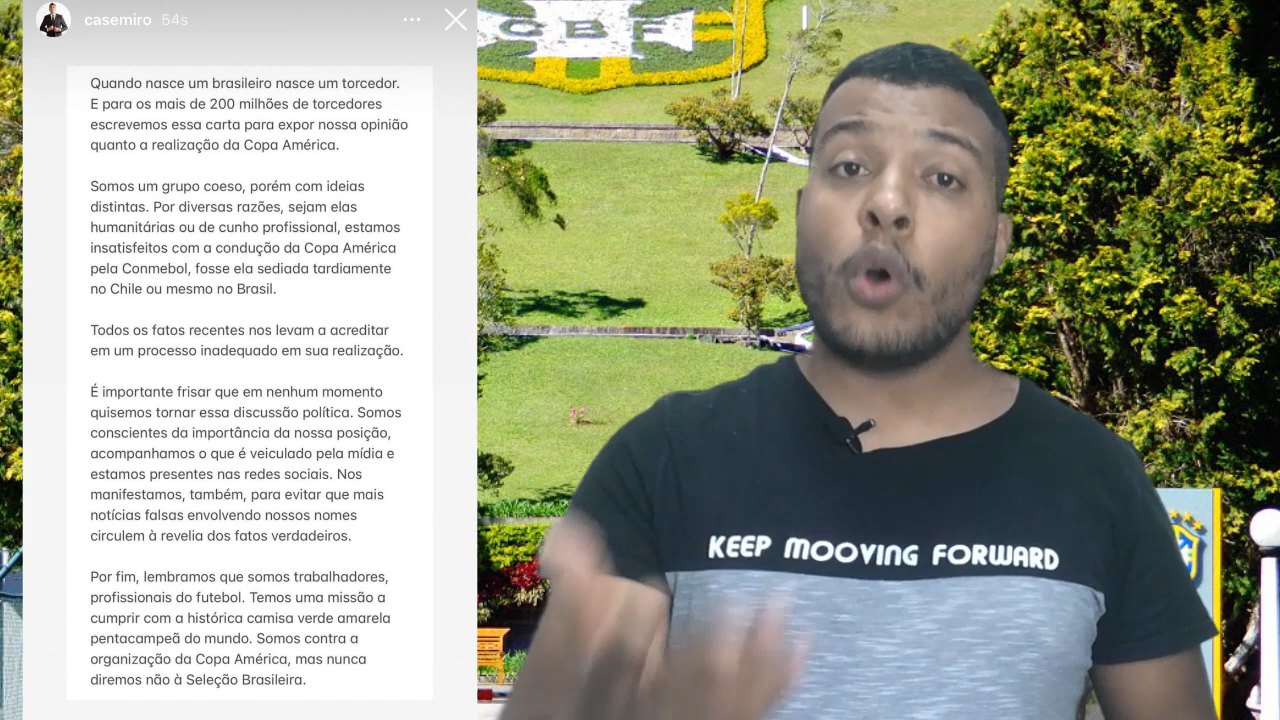 casemiro 54s
Quando nasce um brasileiro nasce um torcedor.
E para os mais de 200 milhões de torcedores
escrevemos essa carta para expor nossa opinião
quanto a realização da Copa América.
Somos um grupo coeso, porém com ideias
distintas. Por diversas razões, sejam elas
humanitárias ou de cunho profissional, estamos
insatisfeitos com a condução da Copa América
pela Conmebol, fosse ela sediada tardiamente
no Chile ou mesmo no Brasil.
Todos os fatos recentes nos levam a acreditar
em um processo inadequado em sua realização.
É importante frisar que em nenhum momento
quisemos tornar essa discussão política. Somos
conscientes da importância da nossa posição,
acompanhamos o que é veiculado pela mídia e
estamos presentes nas redes sociais. Nos
manifestamos, também, para evitar que mais
notícias falsas envolvendo nossos nomes
circulem à revelia dos fatos verdadeiros.
Por fim, lembramos que somos trabalhadores,
profissionais do futebol. Temos uma missão a
cumprir com a histórica camisa verde amarela
pentacampeã do mundo. Somos contra a
organização da Copa América, mas nunca
diremos não à Seleção Brasileira.
CBF
KEEP MOOVING FORWARD